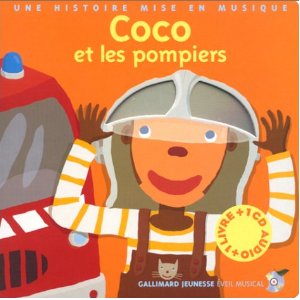 UNE HISTOIRE MISE EN MUSIQUE
Coco
et les pompiers
1 LIVRE + 1 CD AUDIO +
GALLIMARD JEUNESSE ÉVEIL MUSICAL